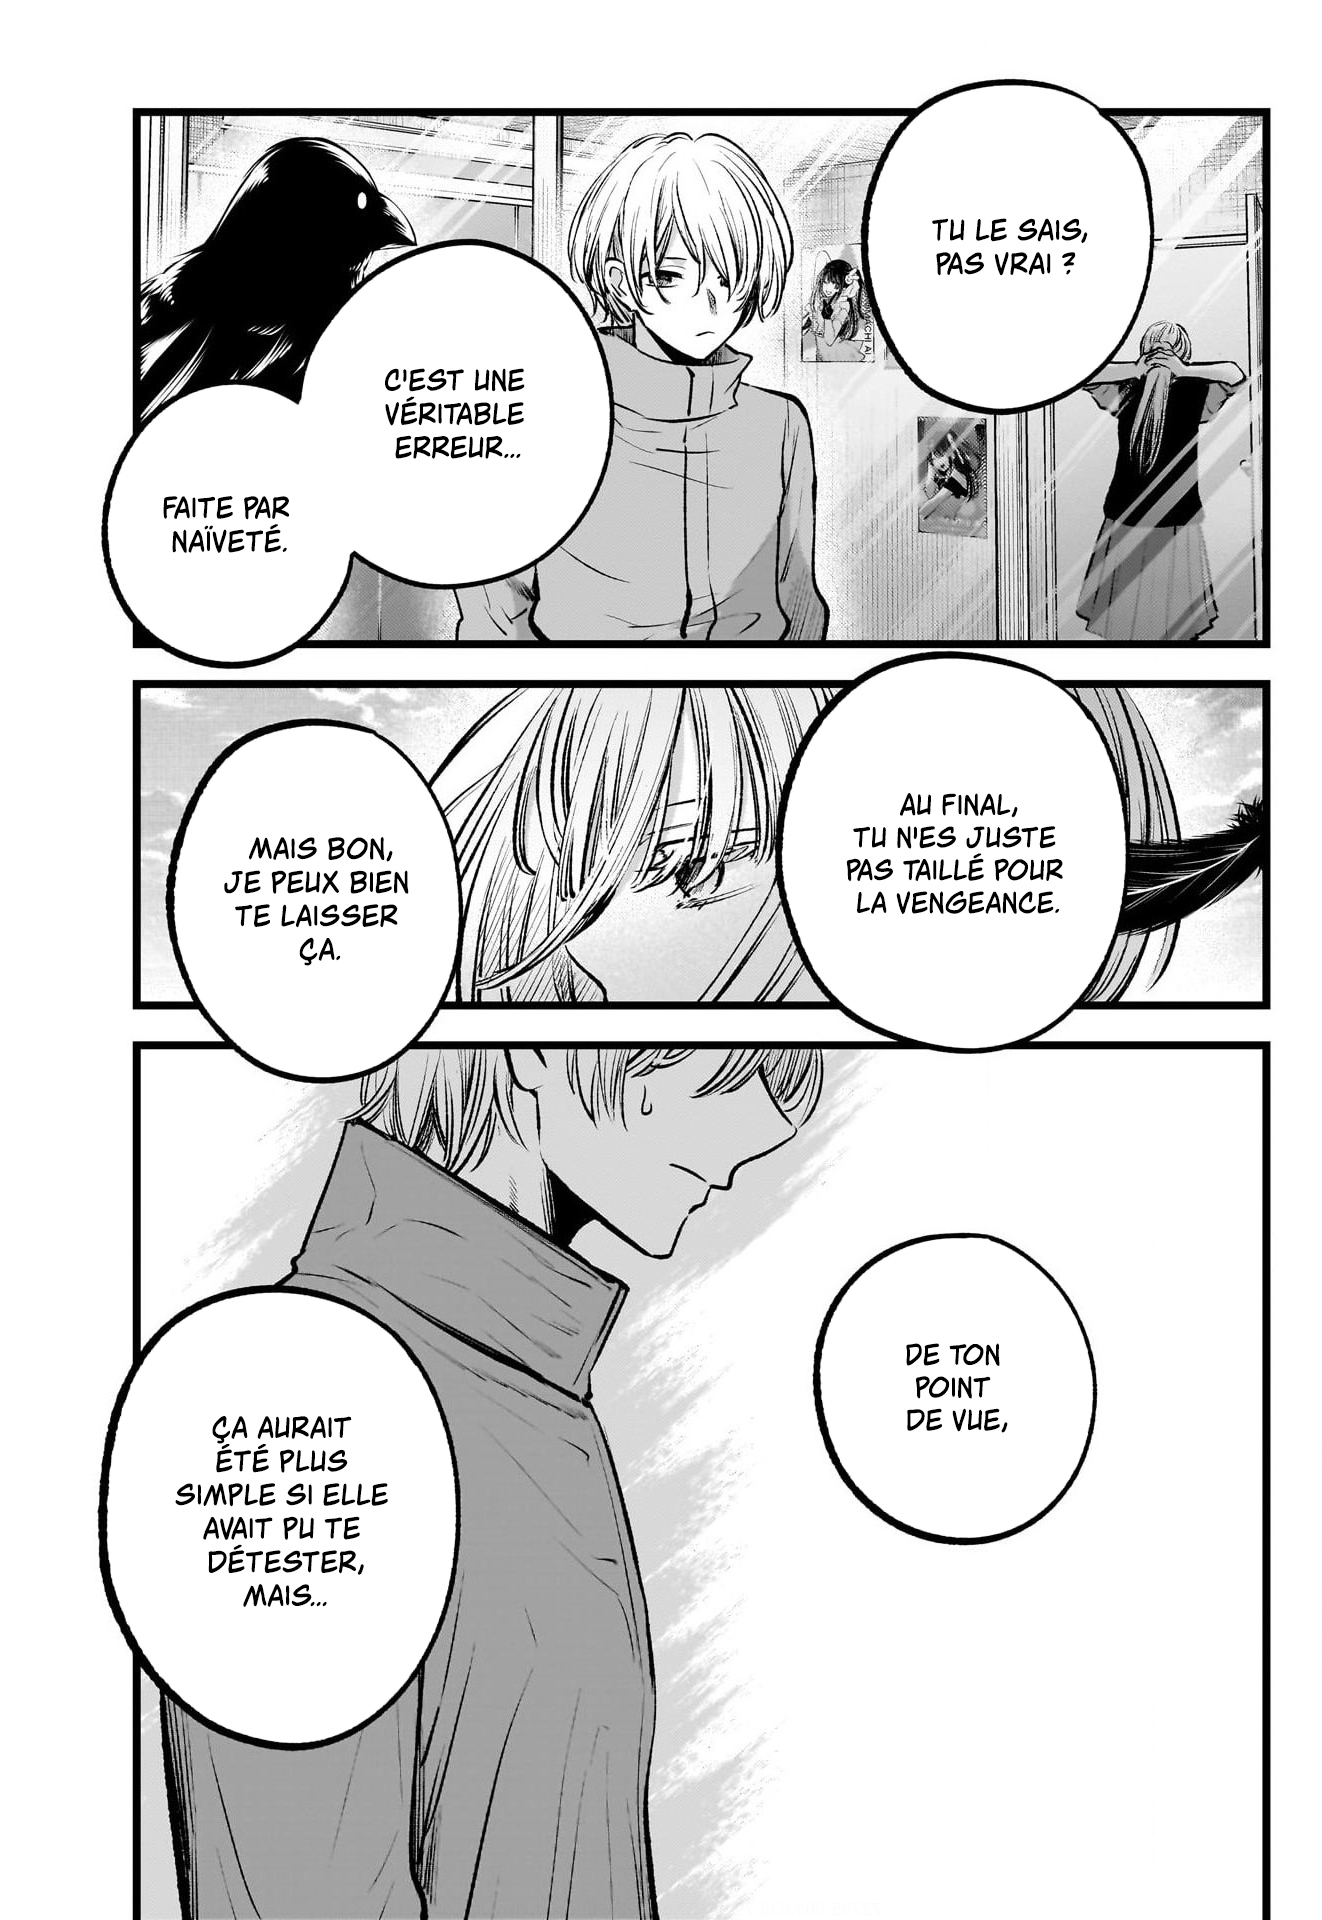 TU LE SAIS,
PAS VRAI ?
C'EST UNE
VÉRITABLE
ERREUR...
FAITE PAR
NAÏVETÉ.
AU FINAL,
TU N'ES JUSTE
PAS TAILLÉ POUR
LA VENGEANCE.
MAIS BON,
JE PEUX BIEN
TE LAISSER
ÇA.
DE TON
POINT
DE VUE,
ÇA AURAIT
ÉTÉ PLUS
SIMPLE SI ELLE
AVAIT PU TE
DÉTESTER,
MAIS...